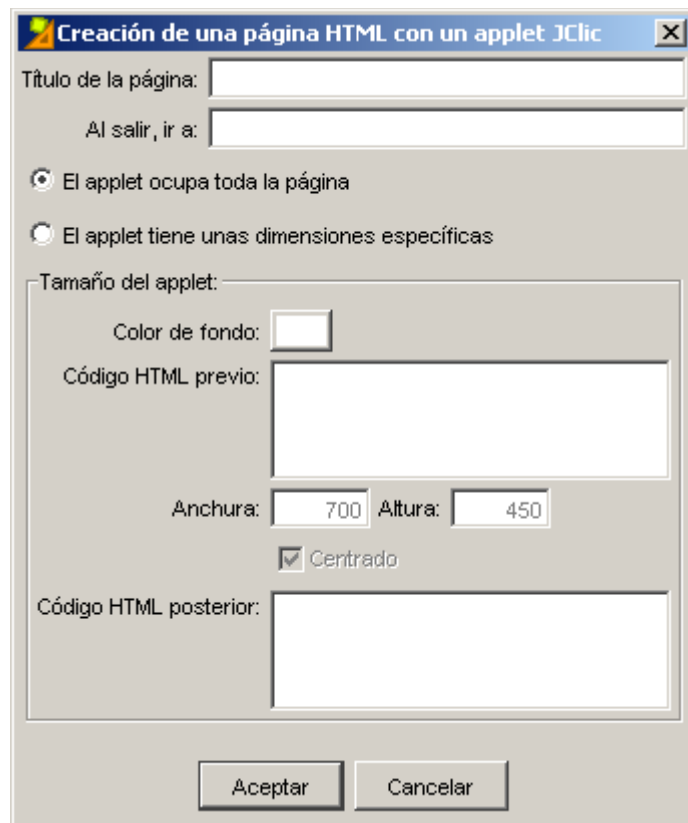 Creación de una página HTML con un applet JClic
Título de la página:
Al salir, ir a:
El applet ocupa toda la página
El applet tiene unas dimensiones específicas
Tamaño del applet:
Color de fondo:
Código HTML previo:
Anchura: 700 Altura: 450
Centrado
Código HTML posterior:
Aceptar Cancelar